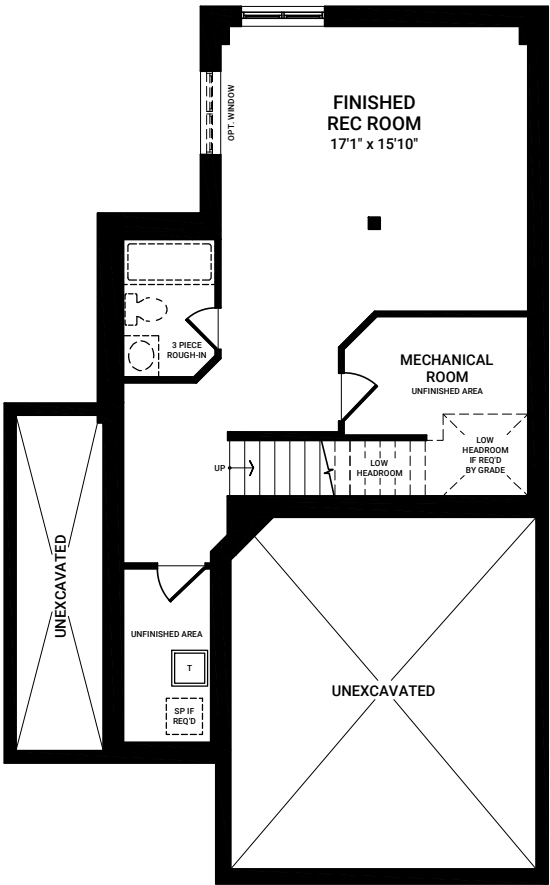 FINISHED
REC ROOM
17'1" x 15'10"
OPT. WINDOW
3 PIECE
ROUGH-IN
MECHANICAL
ROOM
UNFINISHED AREA
UP
LOW
HEADROOM
LOW
HEADROOM
IF REQ'D
BY GRADE
UNEXCAVATED
UNFINISHED AREA
T
SP IF
REQ'D
UNEXCAVATED